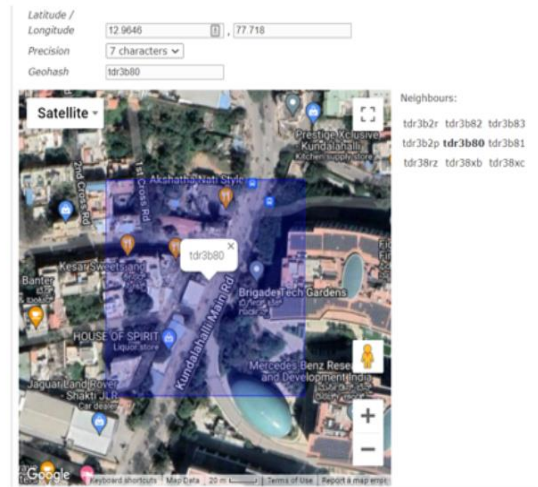 Latitude /
Longitude 12.9646 , 77.718
Precision 7 characters
Geohash tdr3b80
Neighbours:
tdr3b2r tdr3b82 tdr3b83
tdr3b2p tdr3b80 tdr3b81
tdr38rz tdr38xb tdr38xc
Satellite
Prestige Xclusive
- Kundalahalli
Kitchen supply store
2nd Cross Rd
1st Cross Rd
Akshatha Nati Style
tdr3b80
×
Kesar Sweets and
Banter
Brigade Tech Gardens
Kundalahalli Main Rd
HOUSE OF SPIRIT
Liquor store
Mercedes-Benz Resea
and Development India
Jaguar Land Rover
- Shakti JLR
Car dealer
+
−
Google
Keyboard shortcuts Map Data 20 m Terms of Use Report a map error